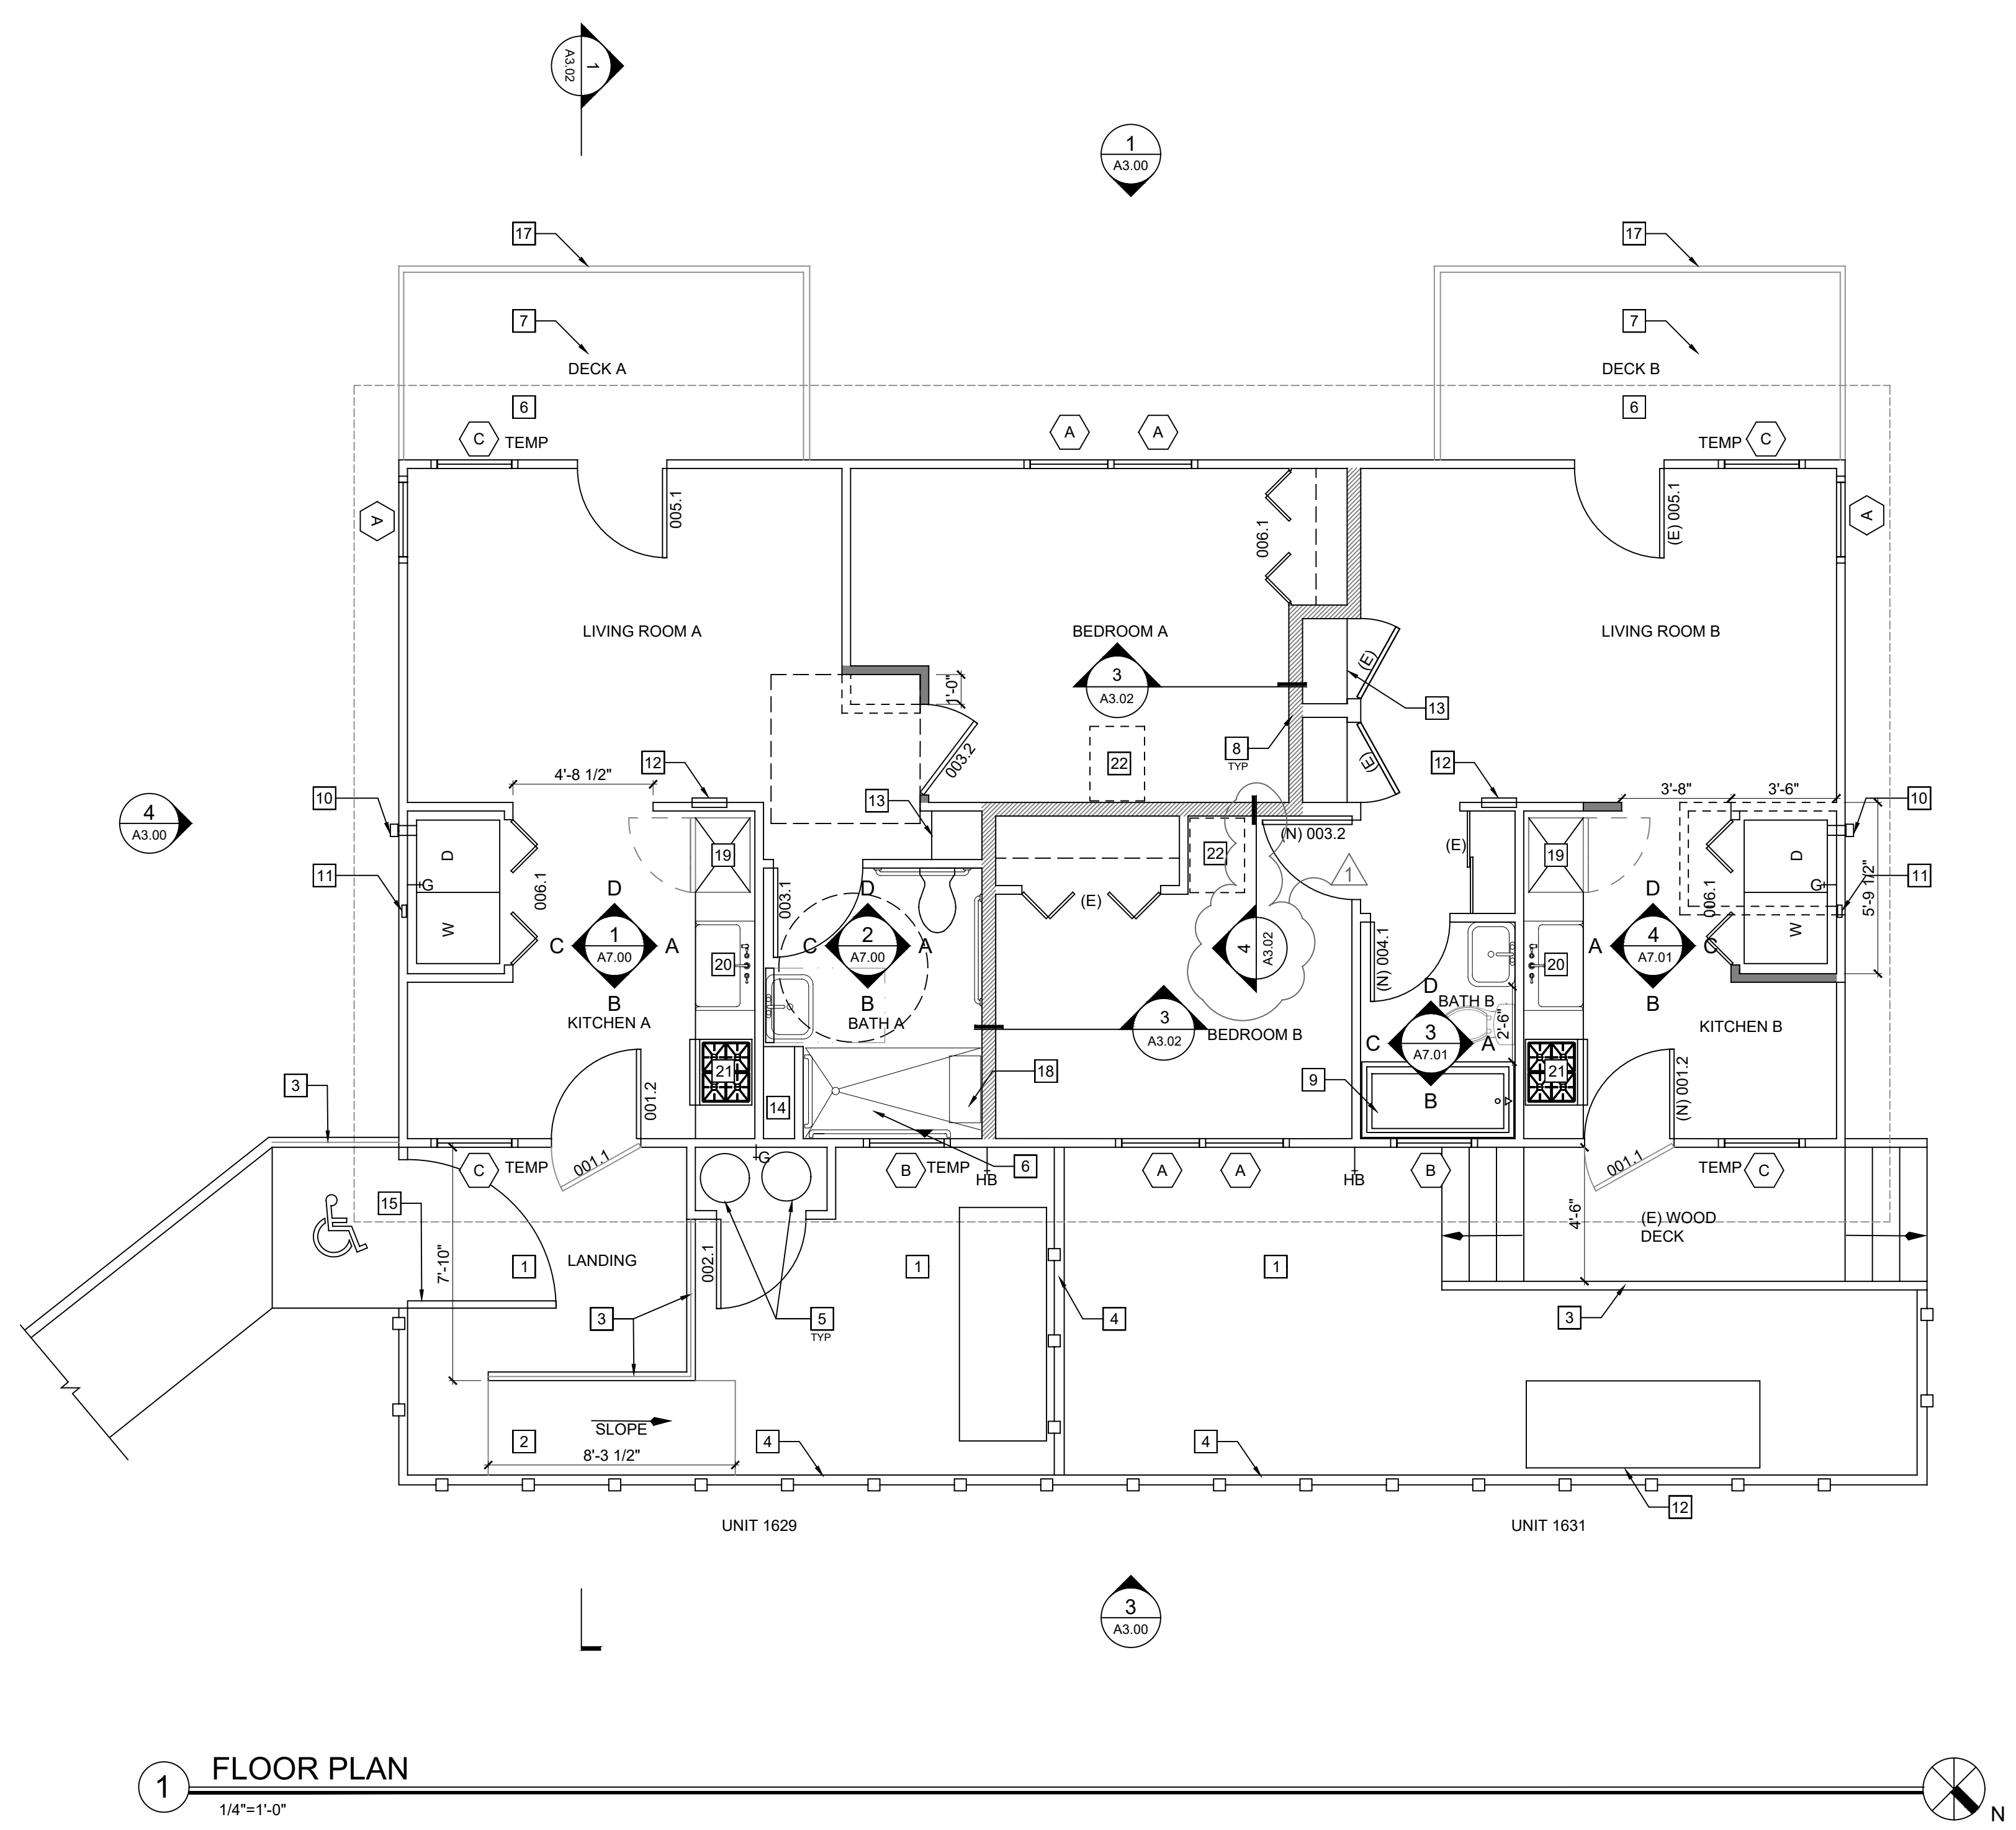 1
A3.02
1
A3.00
17
17
7
7
DECK A
DECK B
6
6
C
TEMP
A
A
TEMP
C
A
005.1
006.1
(E) 005.1
A
LIVING ROOM A
BEDROOM A
LIVING ROOM B
3
A3.02
1'-0"
(E)
13
003.2
22
8
TYP
(E)
4'-8 1/2"
12
12
3'-8"
3'-6"
10
13
10
4
A3.00
D
G
W
11
006.1
19
003.1
22
(N) 003.2
1
(E)
19
006.1
D
G
W
11
5'-9 1/2"
(E)
D
C
1
A7.00
A
B
KITCHEN A
20
D
C
2
A7.00
A
B
BATH A
4
A3.02
(N) 004.1
20
D
A
4
A7.01
C
B
KITCHEN B
3
A3.02
BEDROOM B
D
BATH B
C
3
A7.01
A
B
2'-6"
21
14
18
9
21
3
001.2
(N) 001.2
001.1
G
C
TEMP
B
TEMP
6
HB
A
A
HB
B
001.1
TEMP
C
15
7'-10"
1
LANDING
002.1
1
1
4'-6"
(E) WOOD
DECK
3
5
TYP
4
3
SLOPE
2
8'-3 1/2"
4
4
12
UNIT 1629
UNIT 1631
3
A3.00
1
FLOOR PLAN
1/4"=1'-0"
N